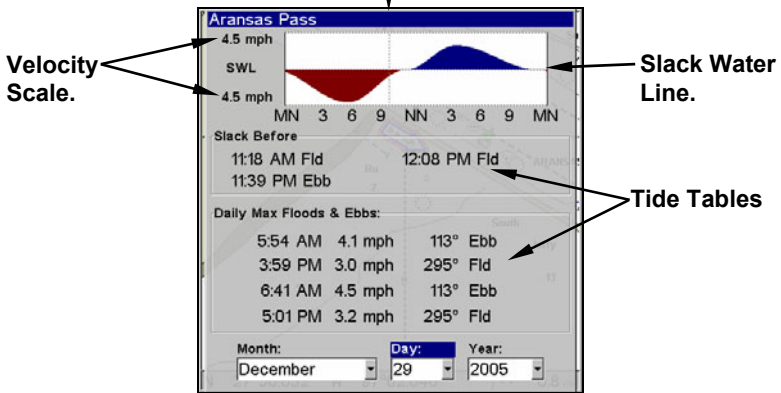 Aransas Pass
4.5 mph
SWL
4.5 mph
MN 3 6 9 NN 3 6 9 MN
Velocity
Scale.
Slack Water
Line.
Slack Before
11:18 AM Fld 12:08 PM Fld
11:39 PM Ebb
Tide Tables
Daily Max Floods & Ebbs:
5:54 AM 4.1 mph 113° Ebb
3:59 PM 3.0 mph 295° Fld
6:41 AM 4.5 mph 113° Ebb
5:01 PM 3.2 mph 295° Fld
Month: Day: Year:
December 29 2005